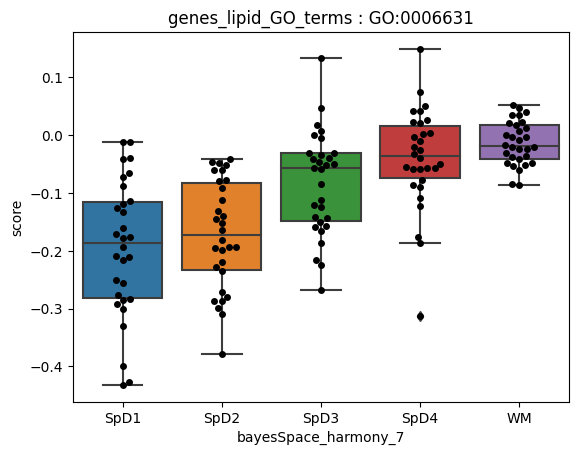 genes_lipid_GO_terms : GO:0006631
0.1
0.0
−0.1
−0.2
−0.3
−0.4
score
SpD1 SpD2 SpD3 SpD4 WM
bayesSpace_harmony_7